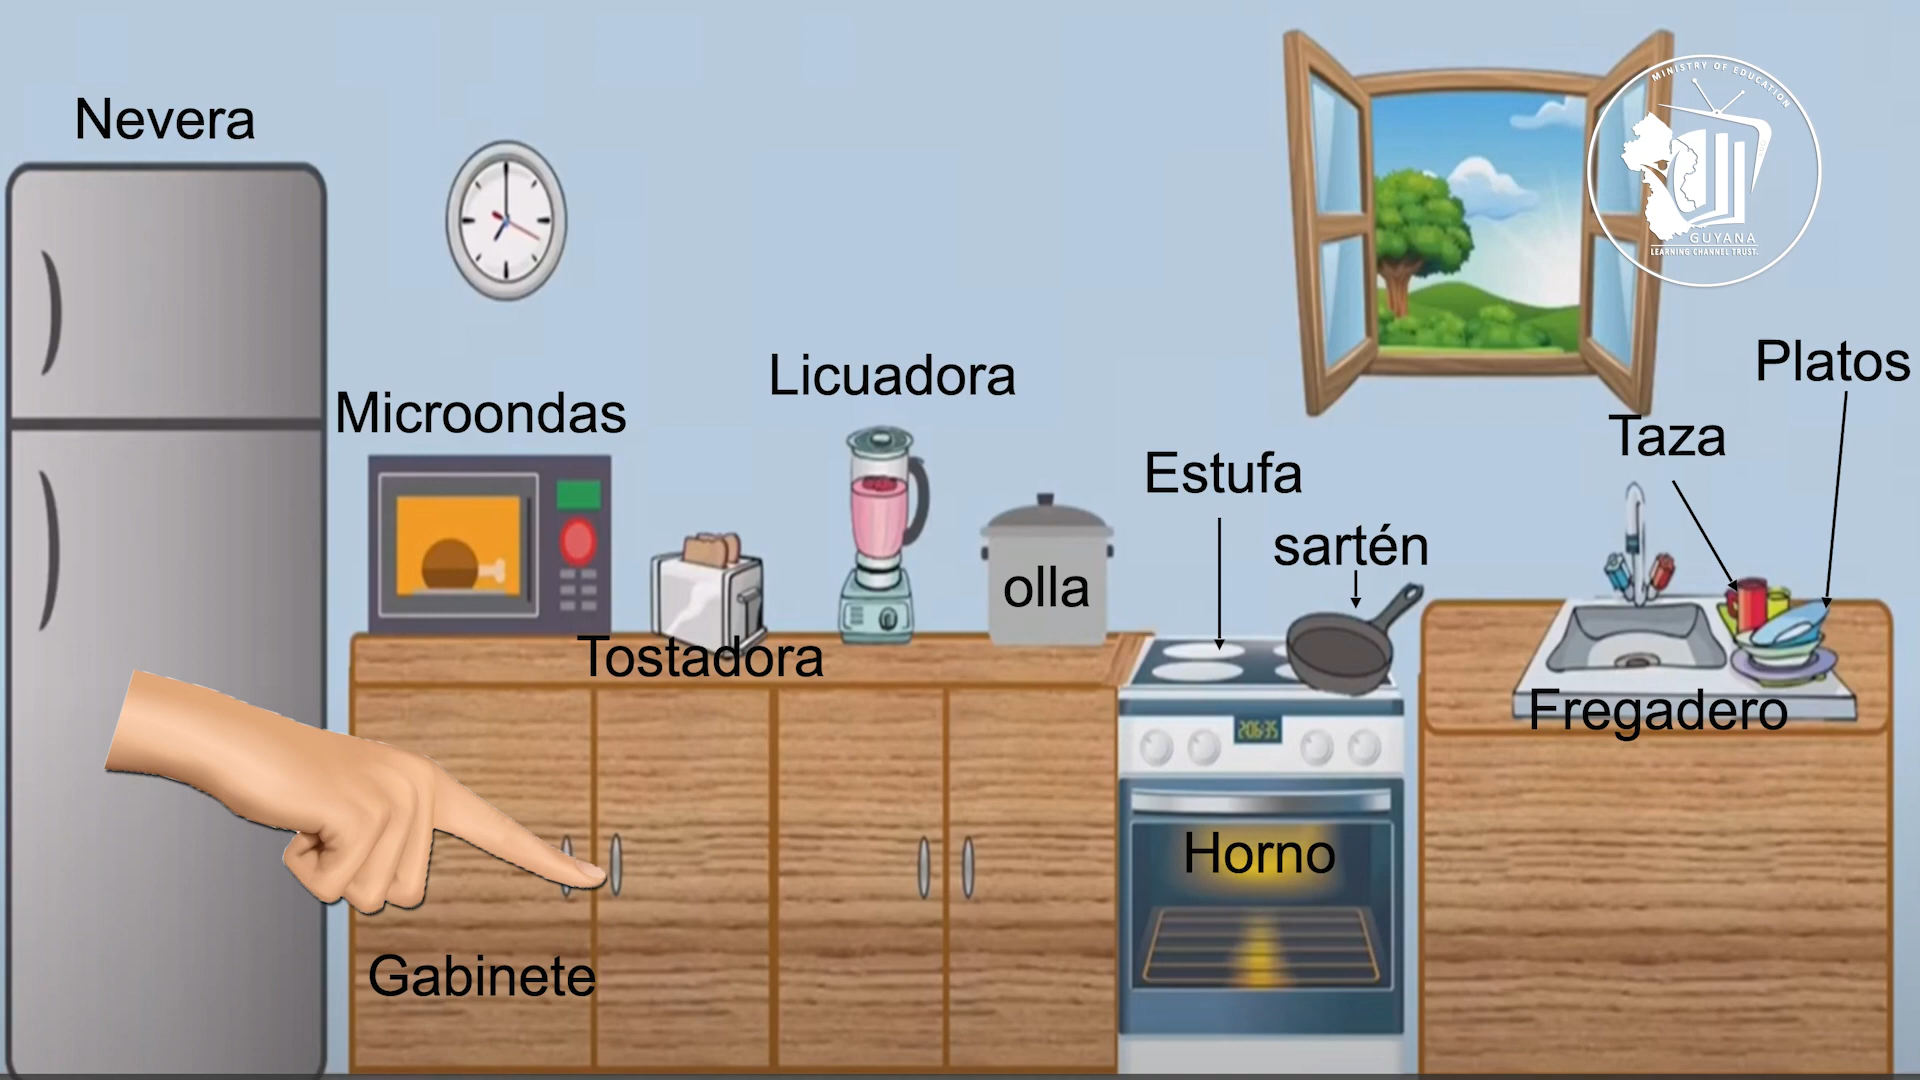 Nevera
MINISTRY OF EDUCATION
GUYANA
LEARNING CHANNEL TRUST.
Platos
Licuadora
Microondas
Taza
Estufa
sartén
olla
Tostadora
Fregadero
Horno
Gabinete